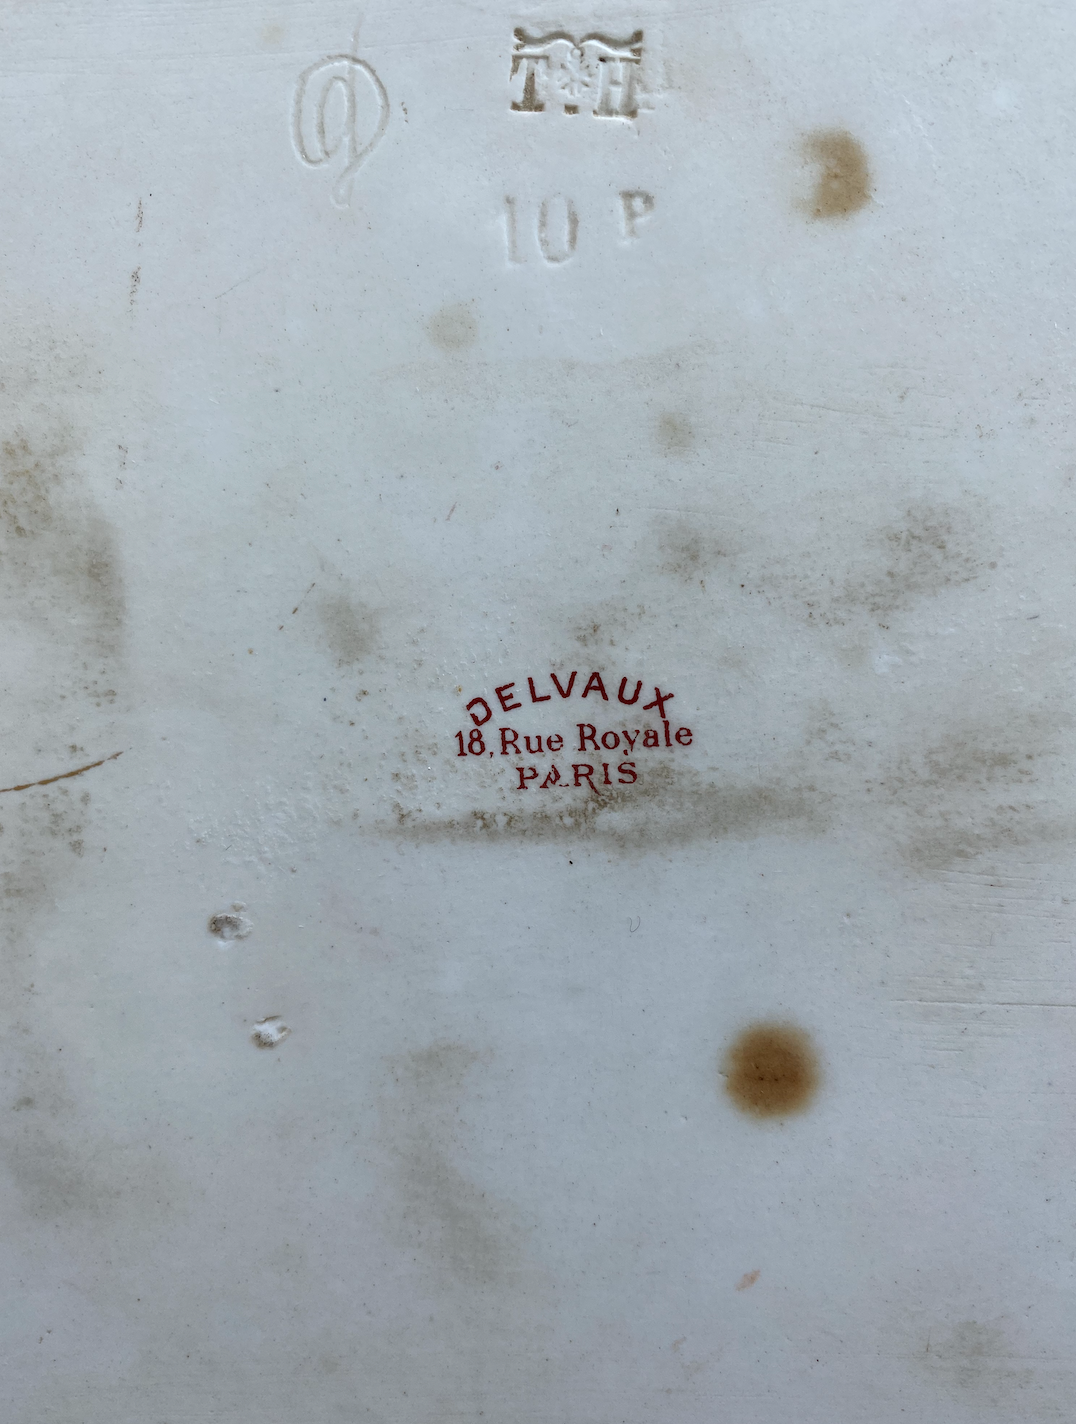 T H
10 P
DELVAUX
18, Rue Royale
PARIS